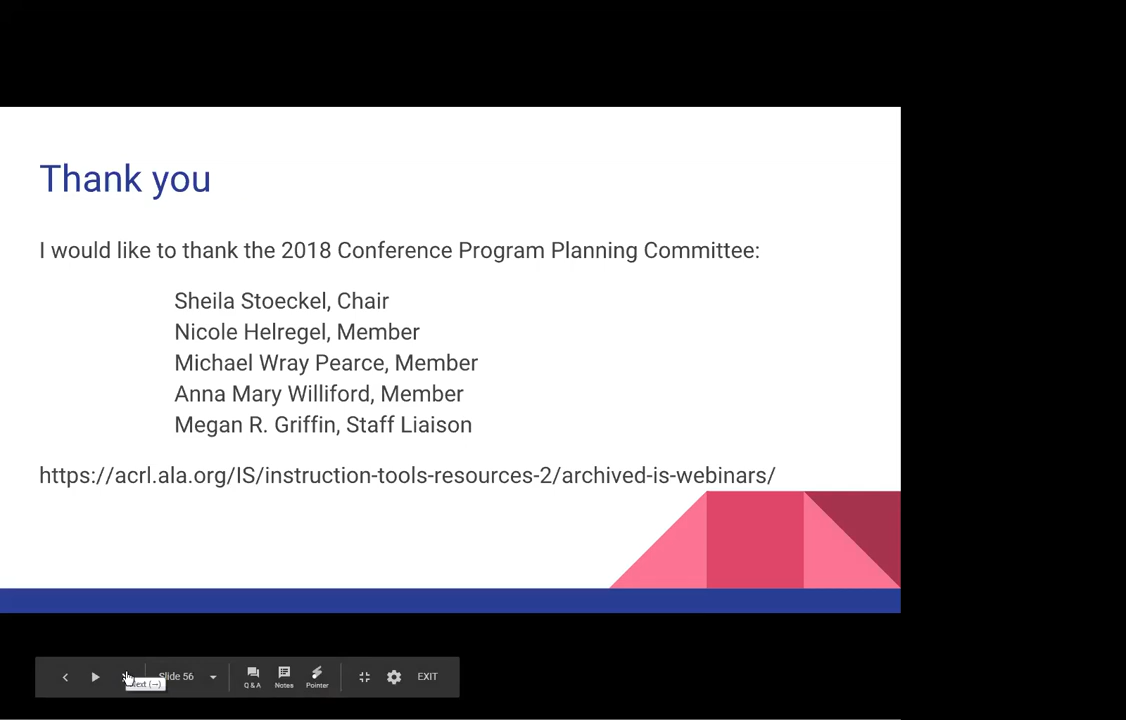 Thank you
I would like to thank the 2018 Conference Program Planning Committee:
Sheila Stoeckel, Chair
Nicole Helregel, Member
Michael Wray Pearce, Member
Anna Mary Williford, Member
Megan R. Griffin, Staff Liaison
https://acrl.ala.org/IS/instruction-tools-resources-2/archived-is-webinars/
Slide 56
Q & A Notes Pointer EXIT
Next (→)